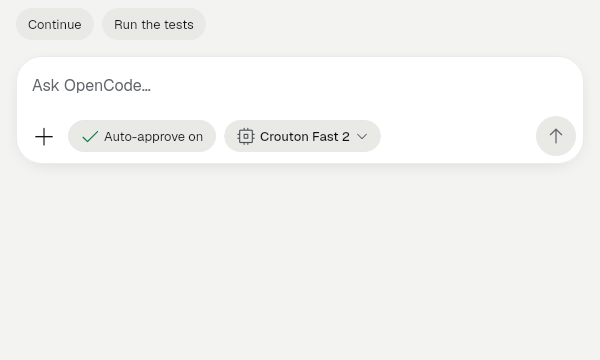 Continue
Run the tests
Ask OpenCode...
Auto-approve on
Crouton Fast 2